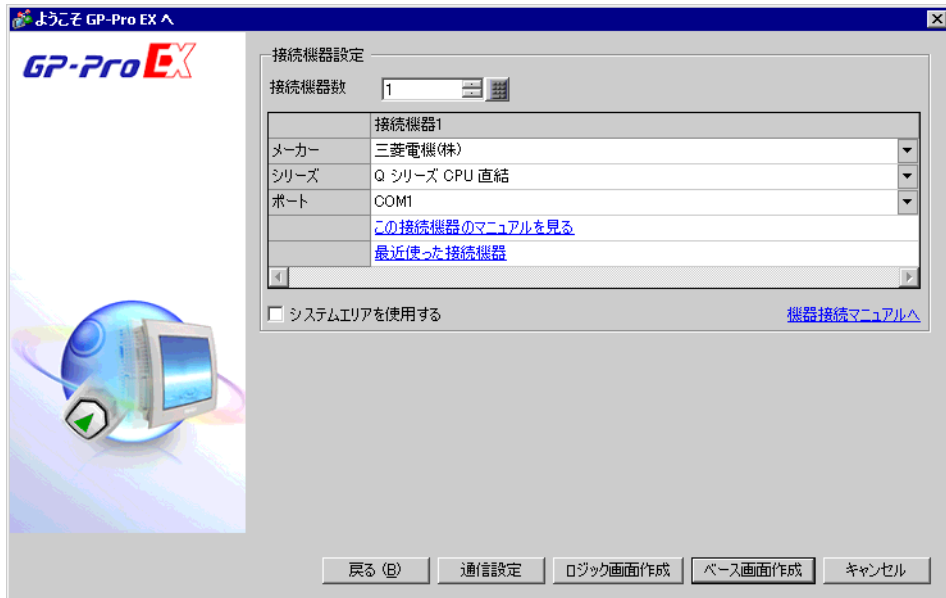 ようこそ GP-Pro EX へ
GP-Pro EX
接続機器設定
接続機器数 1
接続機器1
メーカー 三菱電機(株)
シリーズ Q シリーズ CPU 直結
ポート COM1
この接続機器のマニュアルを見る
最近使った接続機器
システムエリアを使用する 機器接続マニュアルへ
戻る (B) 通信設定 ロジック画面作成 ベース画面作成 キャンセル